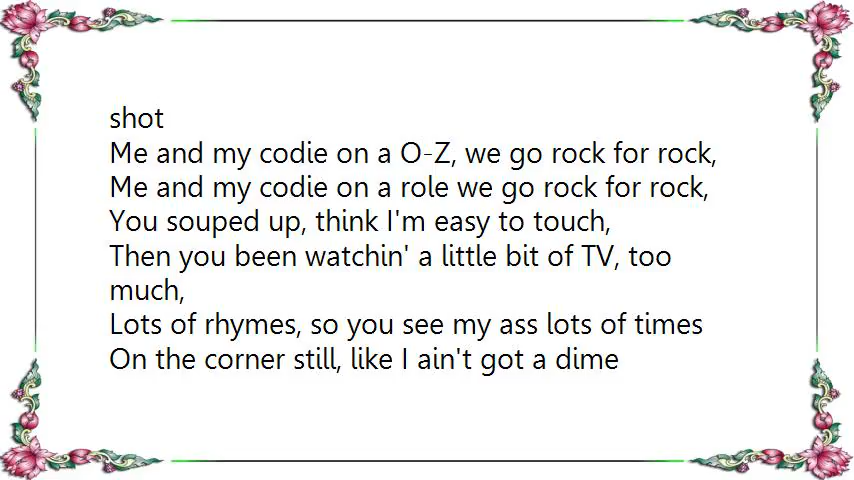 shot
Me and my codie on a O-Z, we go rock for rock,
Me and my codie on a role we go rock for rock,
You souped up, think I'm easy to touch,
Then you been watchin' a little bit of TV, too
much,
Lots of rhymes, so you see my ass lots of times
On the corner still, like I ain't got a dime